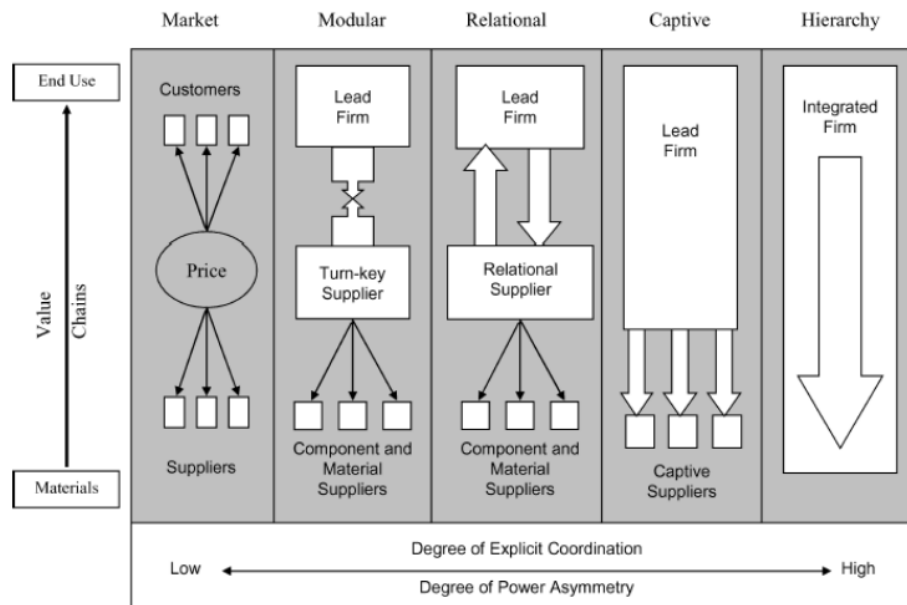 Market Modular Relational Captive Hierarchy
End Use
Value
Chains
Materials
Customers
Price
Suppliers
Lead
Firm
Turn-key
Supplier
Component and
Material
Suppliers
Lead
Firm
Relational
Supplier
Component and
Material
Suppliers
Lead
Firm
Captive
Suppliers
Integrated
Firm
Degree of Explicit Coordination
Low High
Degree of Power Asymmetry